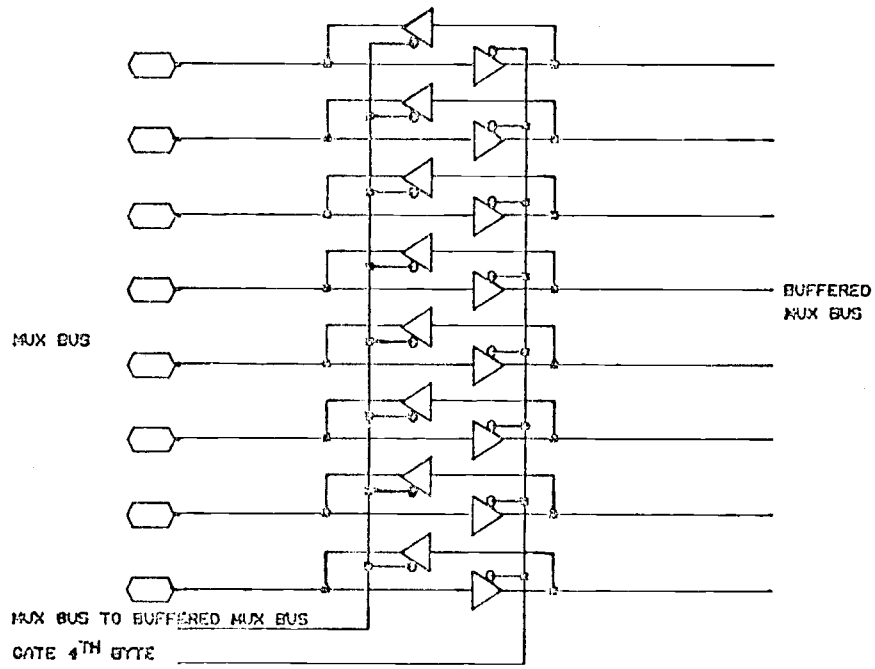 BUFFERED
MUX BUS
MUX BUS
MUX BUS TO BUFFERED MUX BUS
GATE 4TH BYTE